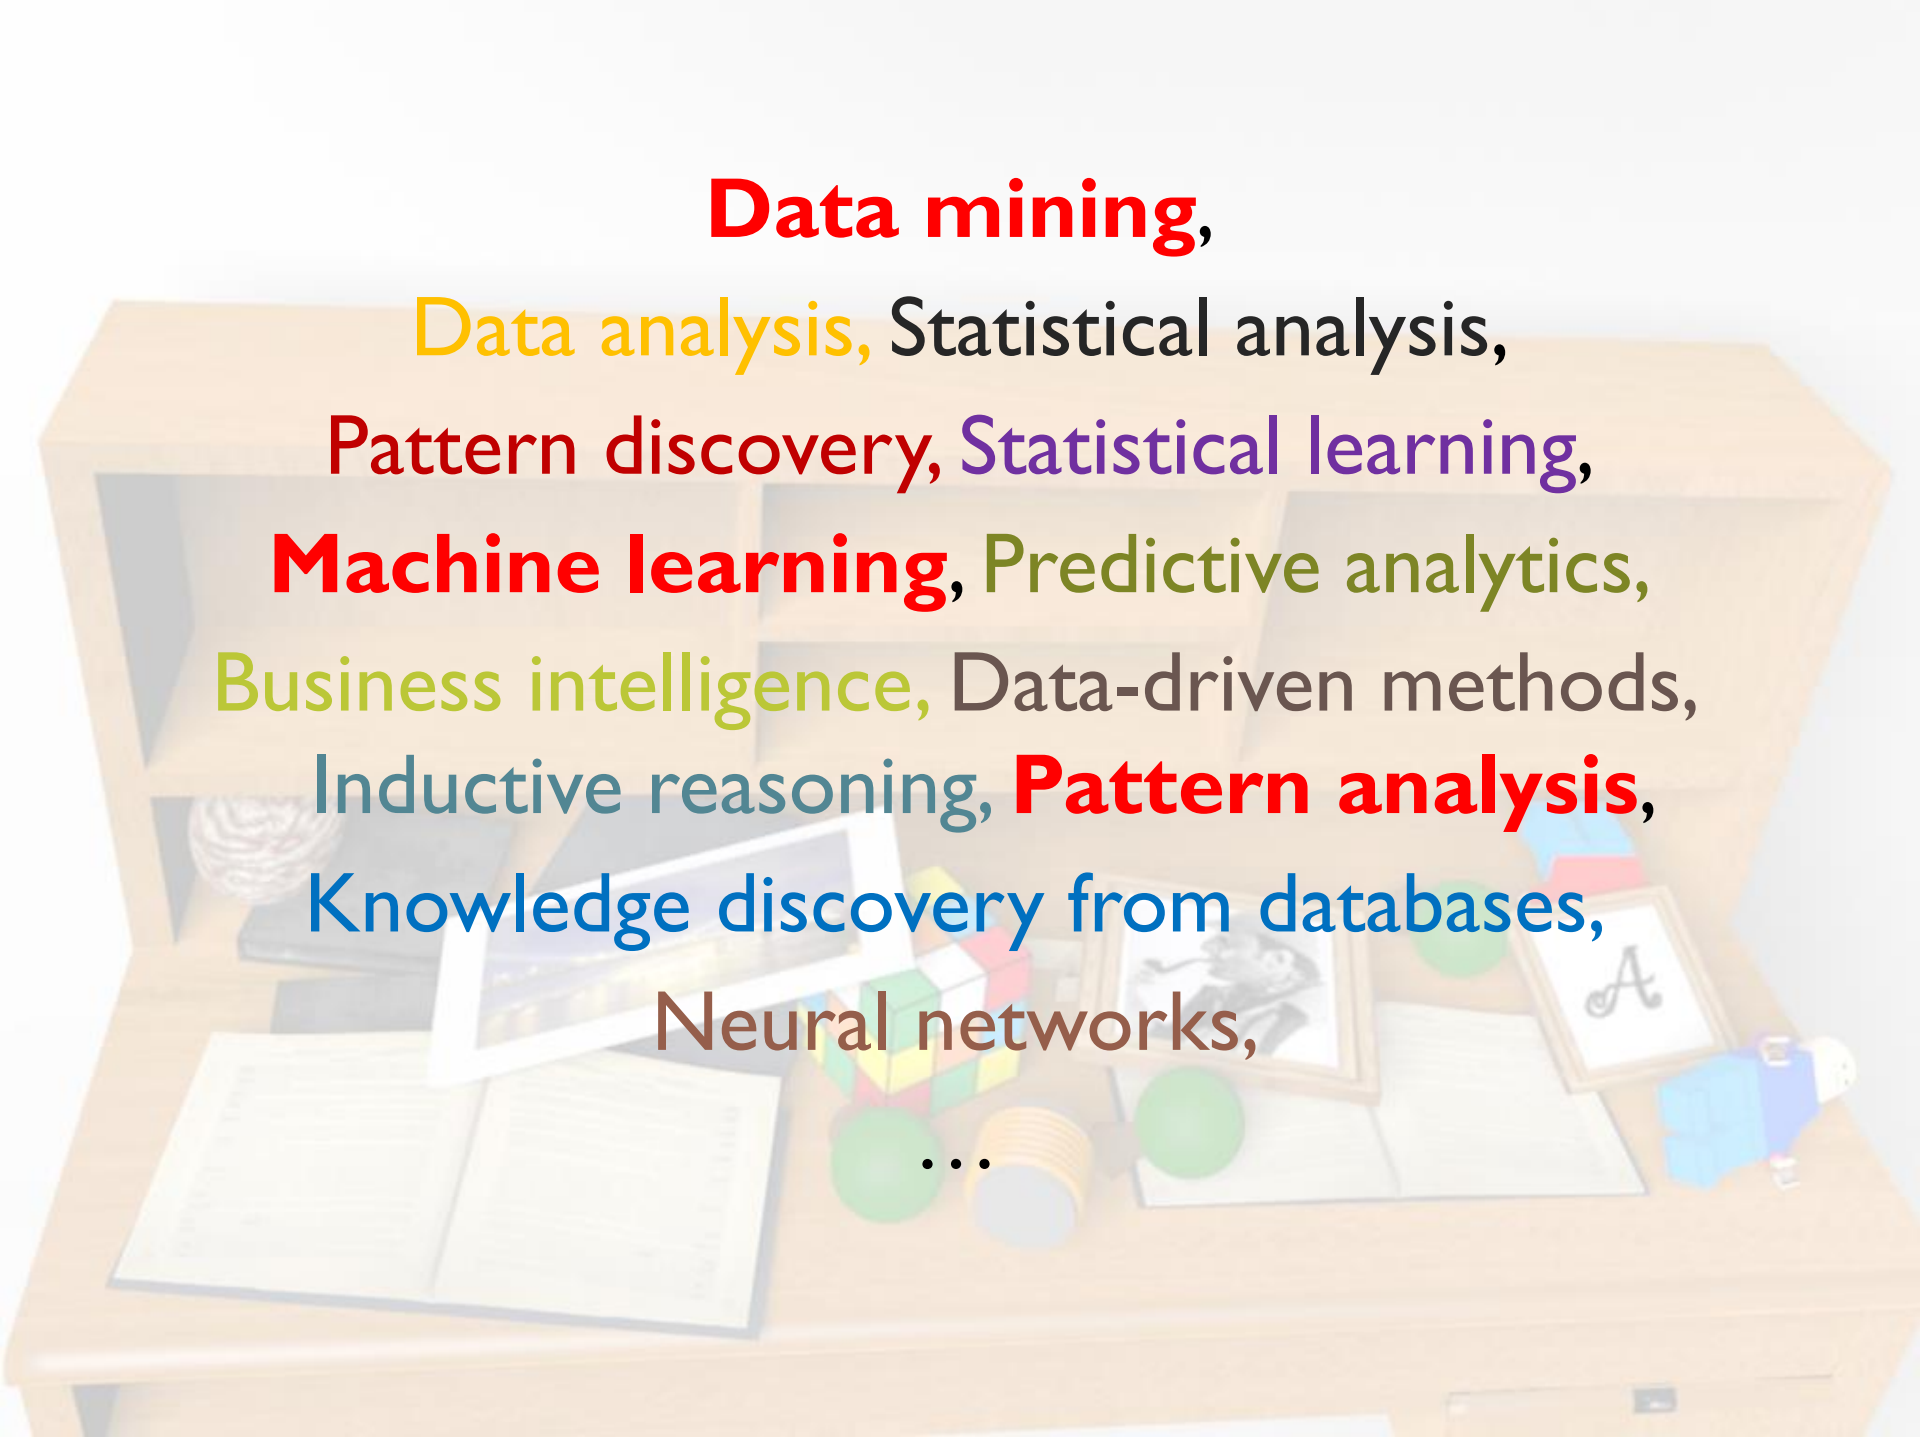 Data mining,
Data analysis, Statistical analysis,
Pattern discovery, Statistical learning,
Machine learning, Predictive analytics,
Business intelligence, Data-driven methods,
Inductive reasoning, Pattern analysis,
Knowledge discovery from databases,
A
Neural networks,
…